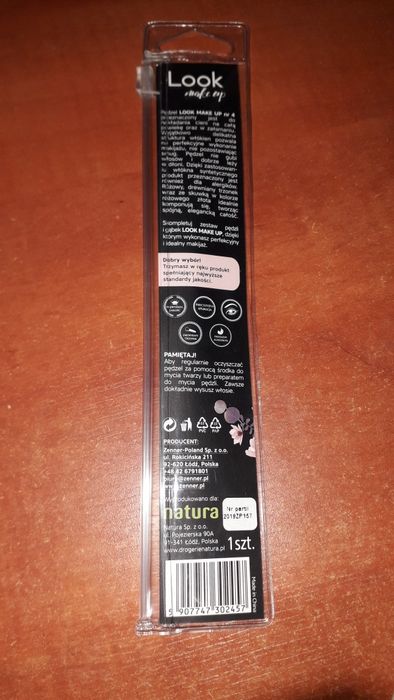 Look
make up
Pędzel LOOK MAKE UP nr 4
przeznaczony jest do
nakładania cieni na całą
powiekę oraz w załamaniu.
Wyjątkowo delikatna
struktura włókien pozwala
na perfekcyjne wykonanie
makijażu, nie pozostawiając
smug. Pędzel nie gubi
włosów i dobrze leży
w dłoni. Dzięki zastosowaniu
włókna syntetycznego
produkt przeznaczony jest
również dla alergików.
Różowy, drewniany trzonek
wraz ze skuwką w kolorze
różowego złota idealnie
komponują się, tworząc
spójną, elegancką całość.
Skompletuj zestaw pędzli
i gąbek LOOK MAKE UP, dzięki
którym wykonasz perfekcyjny
i idealny makijaż.
Dobry wybór!
Trzymasz w ręku produkt
spełniający najwyższe
standardy jakości.
PAMIĘTAJ!
Aby regularnie oczyszczać
pędzel za pomocą środka do
mycia twarzy lub preparatem
do mycia pędzli. Zawsze
dokładnie wysusz włosie.
PVC PAP
PRODUCENT:
Zenner-Poland Sp. z o.o.
ul. Rokicińska 211
92-620 Łódź, Polska
+48 42 6791801
biuro@zenner.pl
www.zenner.pl
Wyprodukowano dla:
natura
Natura Sp. z o.o.
ul. Pojezierska 90A
91-341 Łódź, Polska
www.drogerienatura.pl
Nr partii
2019ZP157
1 szt.
Made in China
5 907747 302457